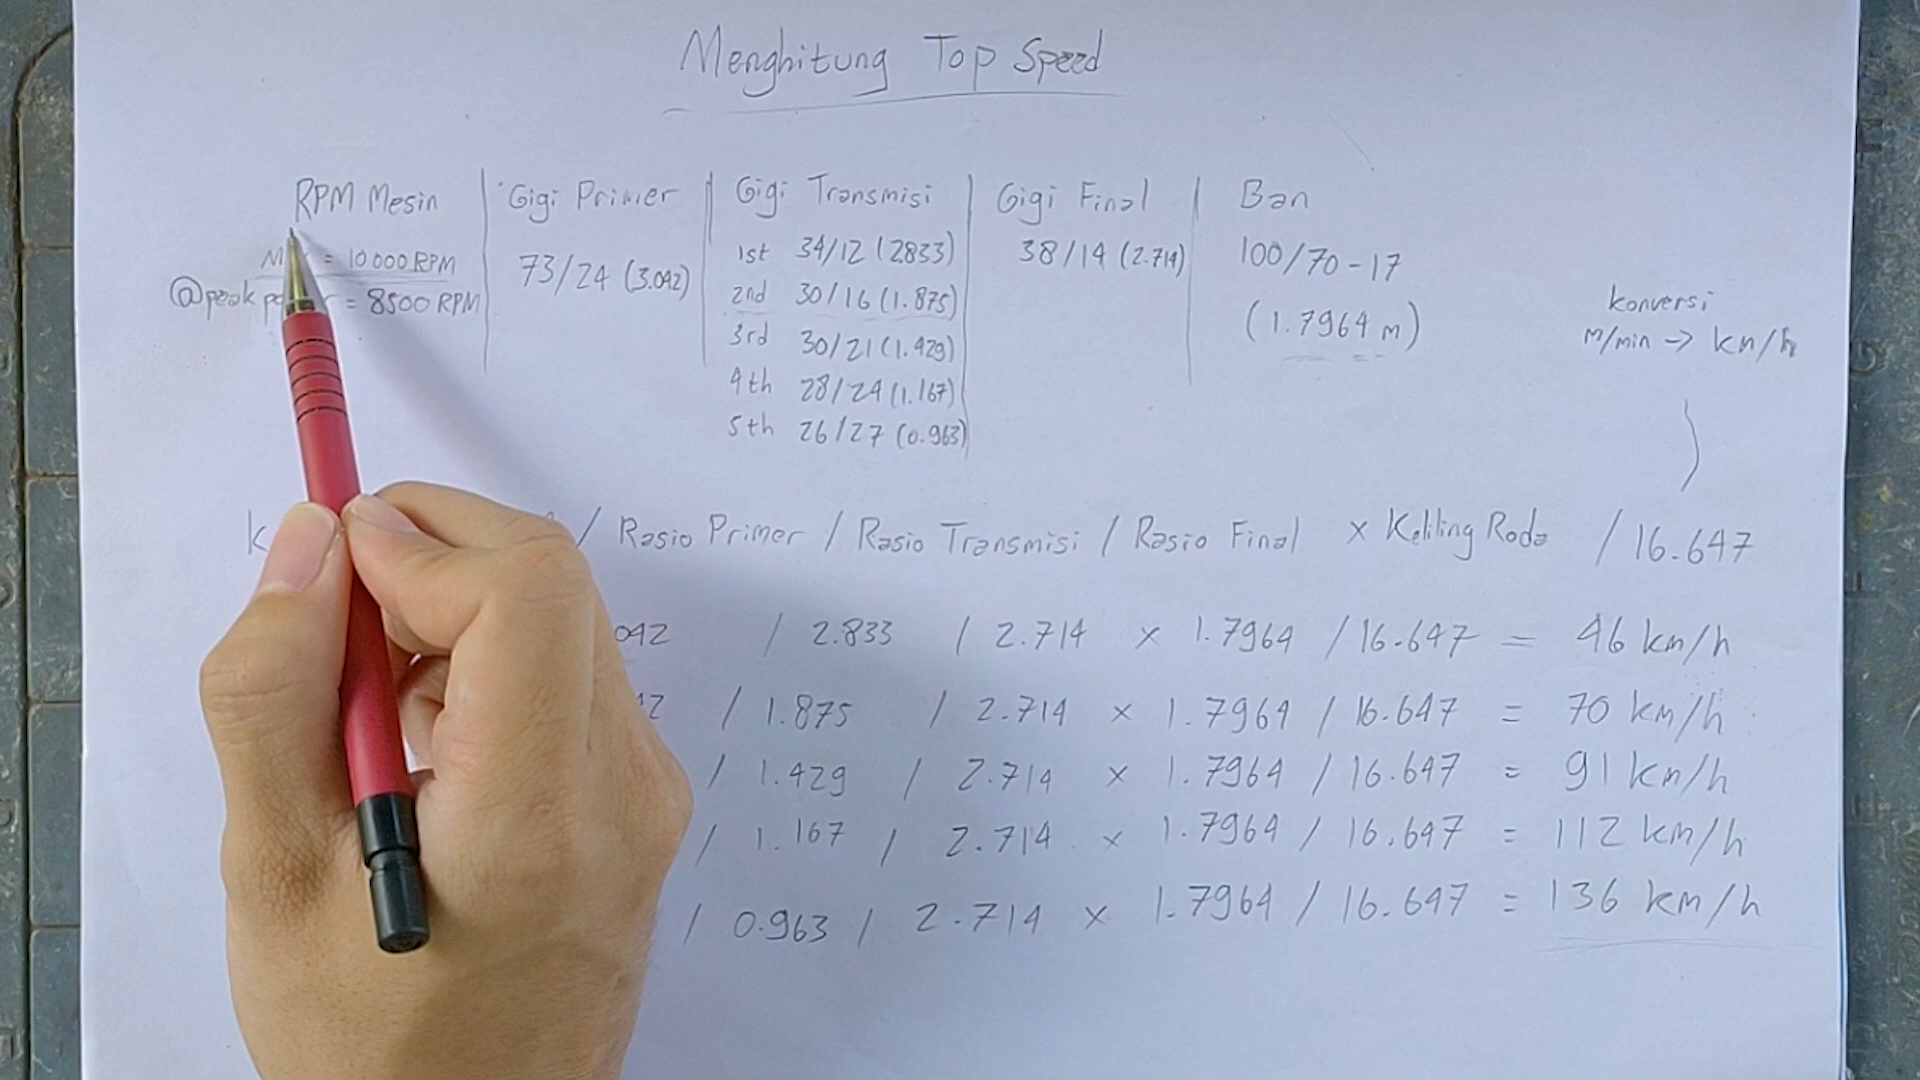 Menghitung Top Speed
RPM Mesin
= 10 000 RPM
@peak = 8500 RPM
Gigi Primer
73/24 (3.042)
Gigi Transmisi
1st 34/12 (2833)
2nd 30/16 (1.875)
3rd 30/21 (1.429)
4th 28/24 (1.167)
5th 26/27 (0.963)
Gigi Final
38/14 (2.714)
Ban
100/70-17
(1.7964 m)
konversi
m/min -> km/h
/ Rasio Primer / Rasio Transmisi / Rasio Final x Keliling Roda / 16.647
042 / 2.833 / 2.714 x 1.7964 / 16.647 = 46 km/h
42 / 1.875 / 2.714 x 1.7964 / 16.647 = 70 km/h
/ 1.429 / 2.714 x 1.7964 / 16.647 = 91 km/h
/ 1.167 / 2.714 x 1.7964 / 16.647 = 112 km/h
/ 0.963 / 2.714 x 1.7964 / 16.647 = 136 km/h